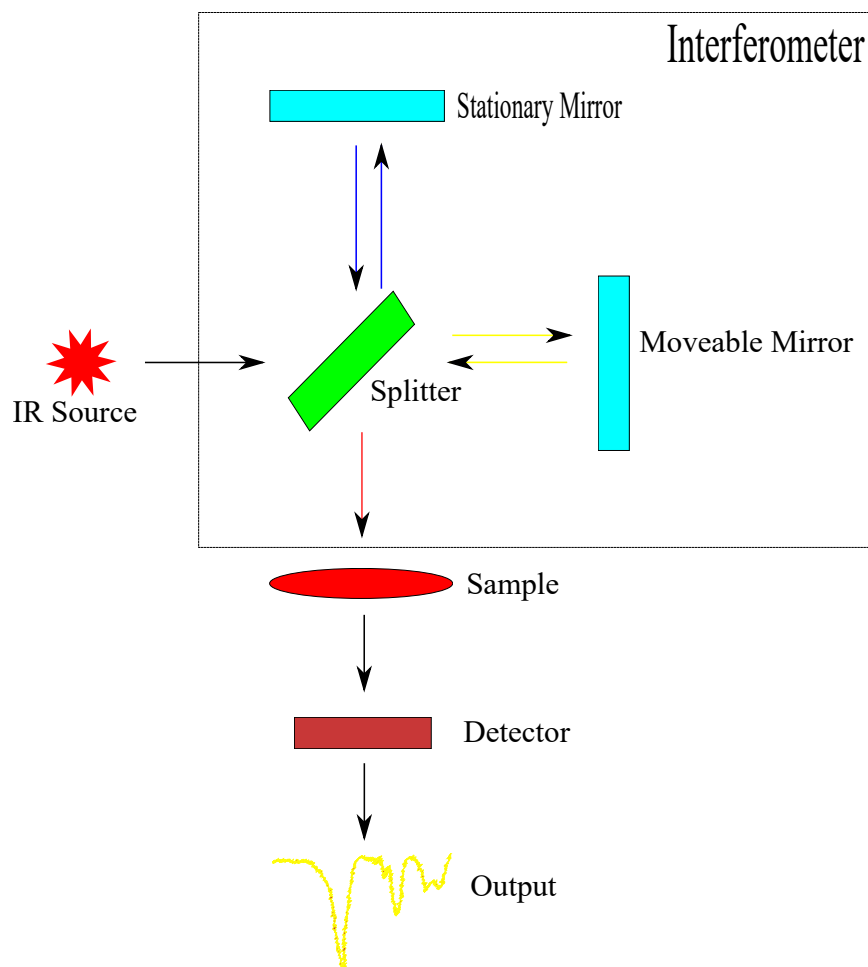 Interferometer
Stationary Mirror
Moveable Mirror
Splitter
IR Source
Sample
Detector
Output